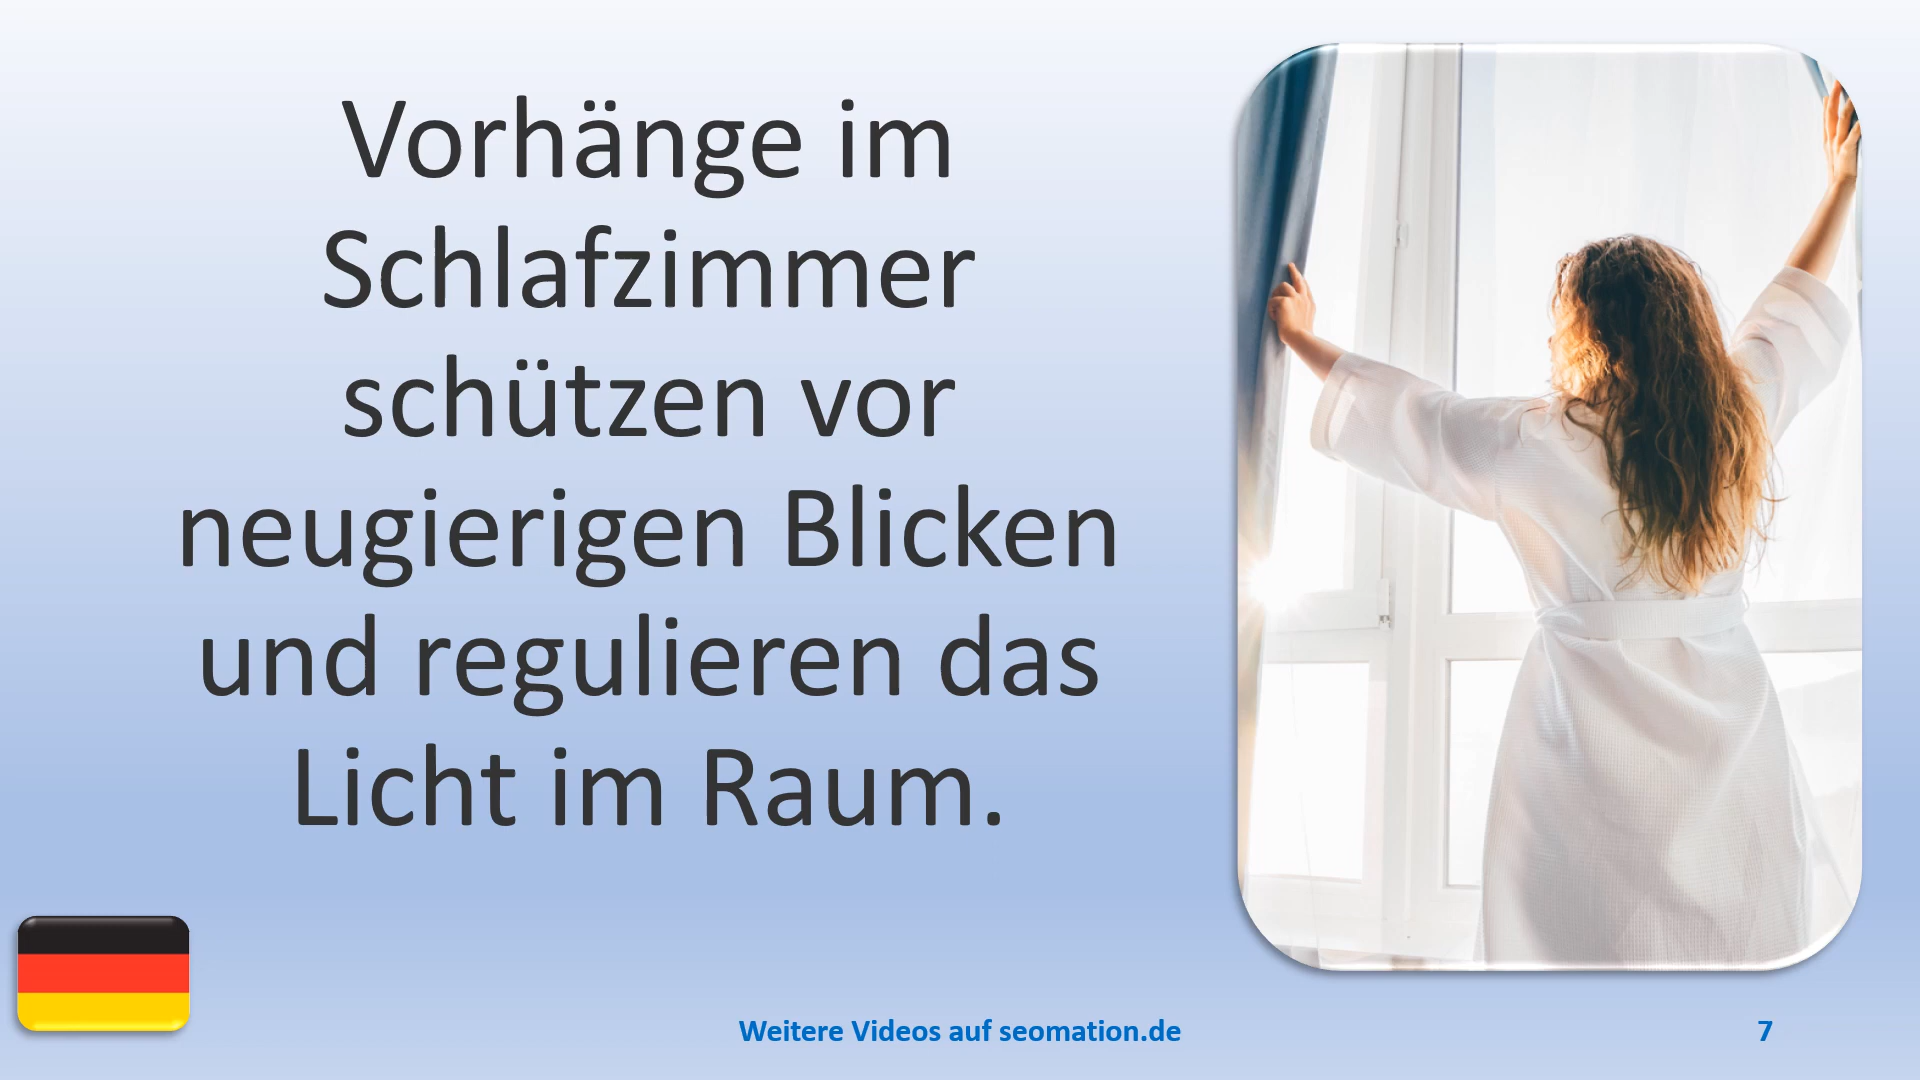 Vorhänge im
Schlafzimmer
schützen vor
neugierigen Blicken
und regulieren das
Licht im Raum.
Weitere Videos auf seomation.de
7